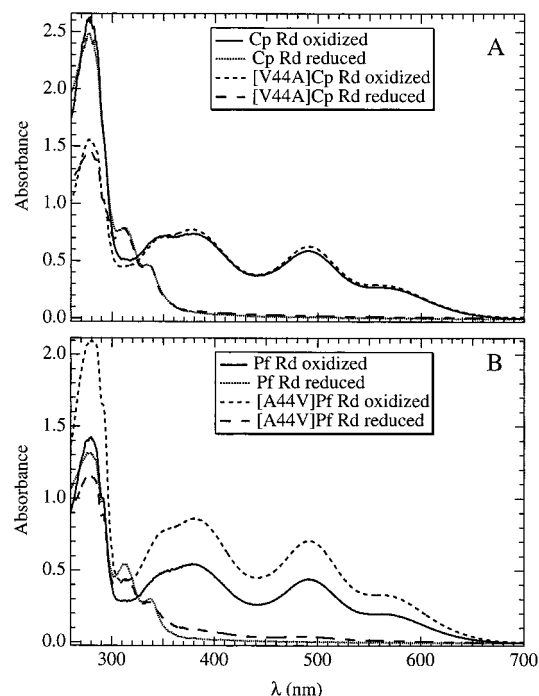 A
Cp Rd oxidized
Cp Rd reduced
[V44A]Cp Rd oxidized
[V44A]Cp Rd reduced
Absorbance
2.5
2.0
1.5
1.0
0.5
0.0
B
Pf Rd oxidized
Pf Rd reduced
[A44V]Pf Rd oxidized
[A44V]Pf Rd reduced
Absorbance
2.0
1.5
1.0
0.5
0.0
300 400 500 600 700
λ (nm)